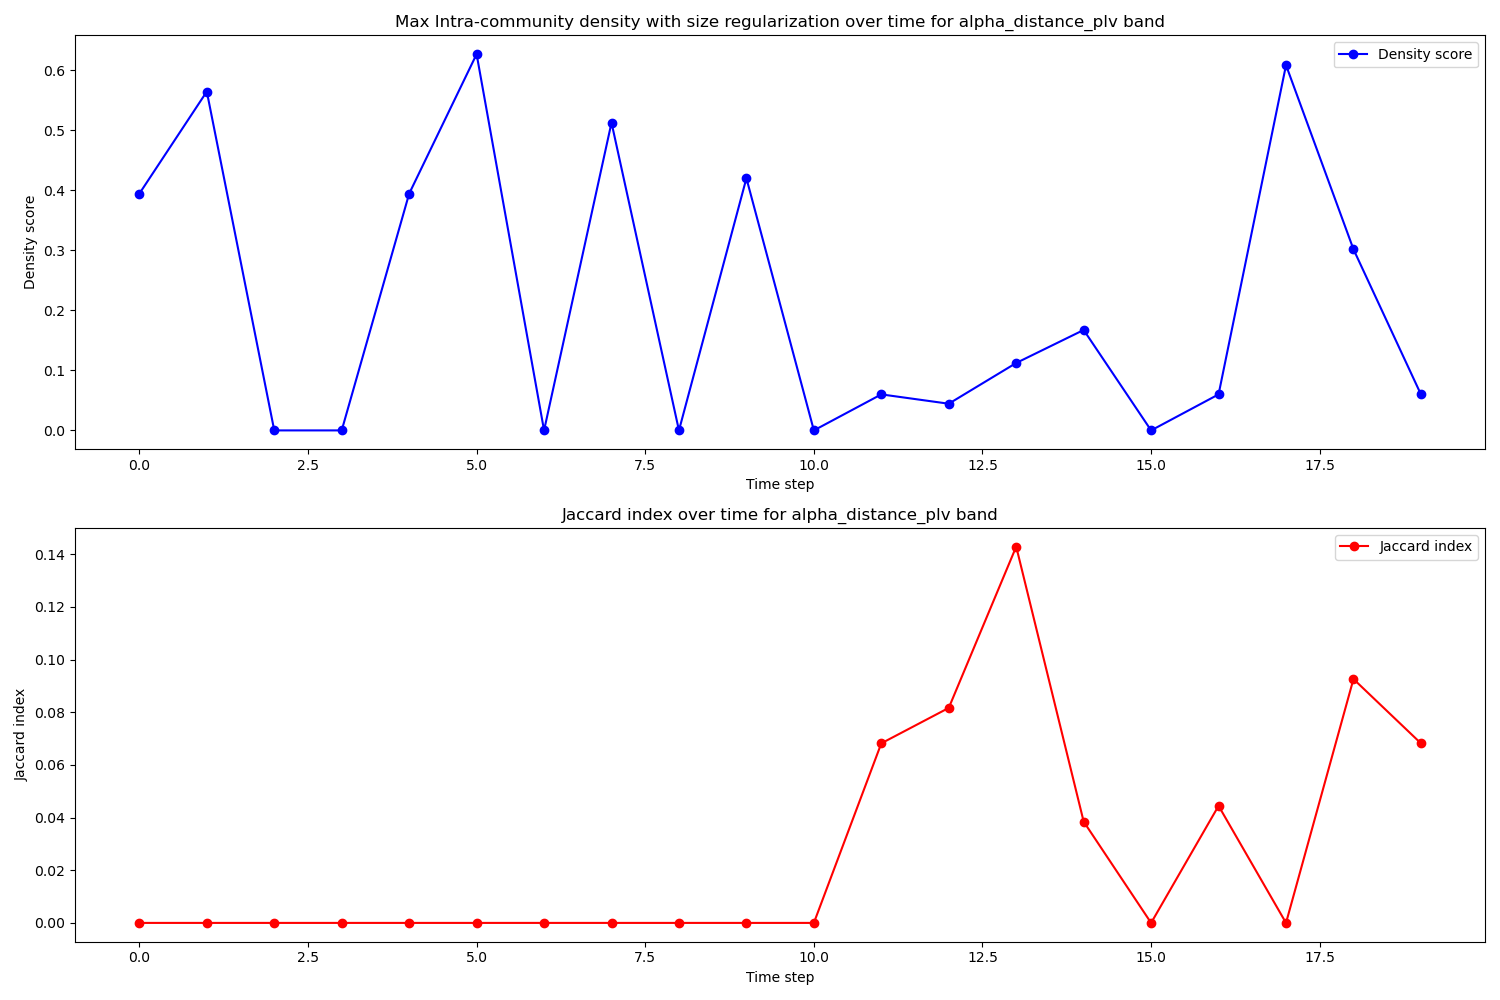 Max Intra-community density with size regularization over time for alpha_distance_plv band
Density score
0.6
0.5
0.4
0.3
0.2
0.1
0.0
Density score
0.0 2.5 5.0 7.5 10.0 12.5 15.0 17.5
Time step
Jaccard index over time for alpha_distance_plv band
Jaccard index
0.14
0.12
0.10
0.08
0.06
0.04
0.02
0.00
Jaccard index
0.0 2.5 5.0 7.5 10.0 12.5 15.0 17.5
Time step